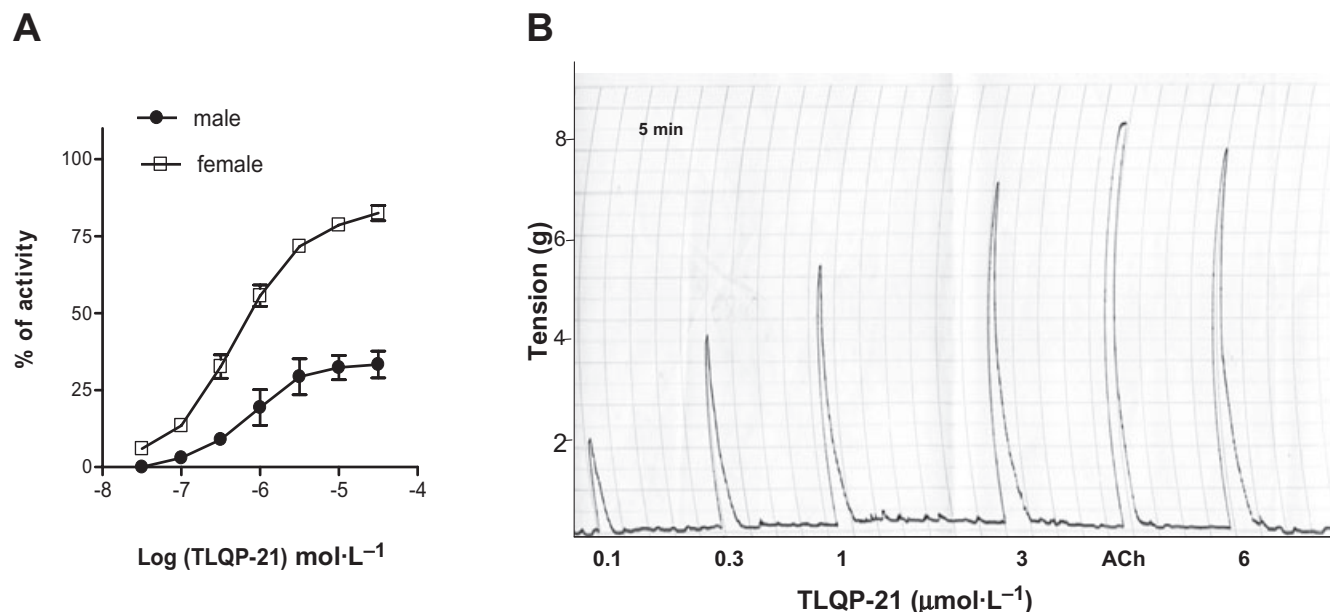 A
male
female
% of activity
100
75
50
25
0
-8
-7
-6
-5
-4
Log (TLQP-21) mol·L⁻¹
B
5 min
Tension (g)
8
6
4
2
0.1
0.3
1
3
ACh
6
TLQP-21 (μmol·L⁻¹)